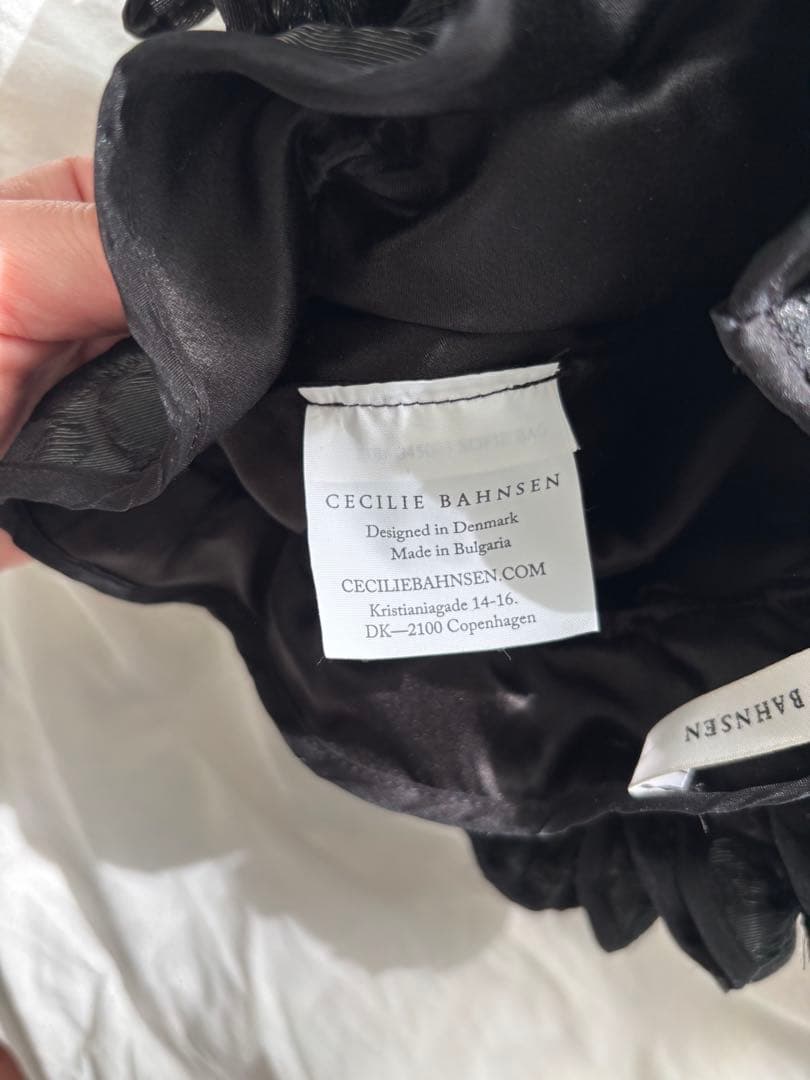 CECILIE BAHNSEN
Designed in Denmark
Made in Bulgaria
CECILIEBAHNSEN.COM
Kristianiagade 14-16.
DK—2100 Copenhagen
BAHNSEN